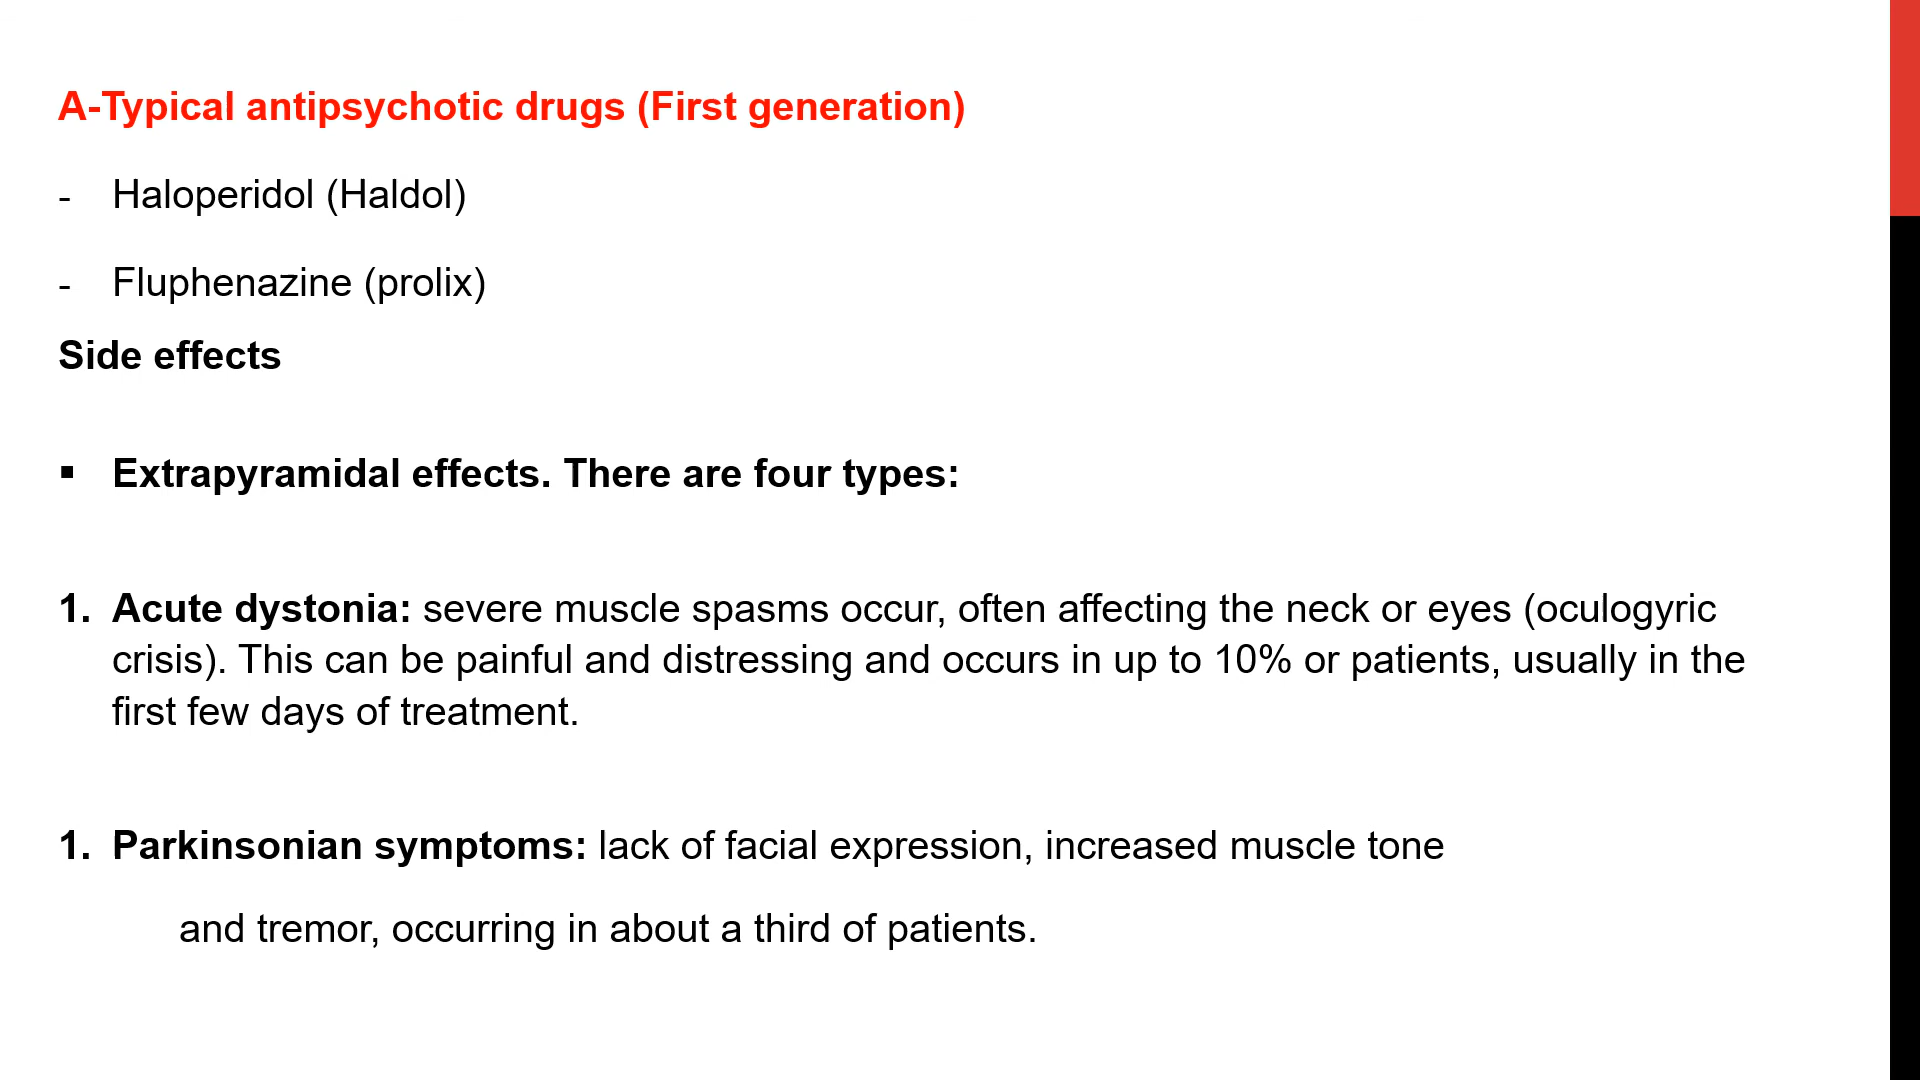 A-Typical antipsychotic drugs (First generation)
- Haloperidol (Haldol)
- Fluphenazine (prolix)
Side effects
▪ Extrapyramidal effects. There are four types:
1. Acute dystonia: severe muscle spasms occur, often affecting the neck or eyes (oculogyric
crisis). This can be painful and distressing and occurs in up to 10% or patients, usually in the
first few days of treatment.
1. Parkinsonian symptoms: lack of facial expression, increased muscle tone
and tremor, occurring in about a third of patients.